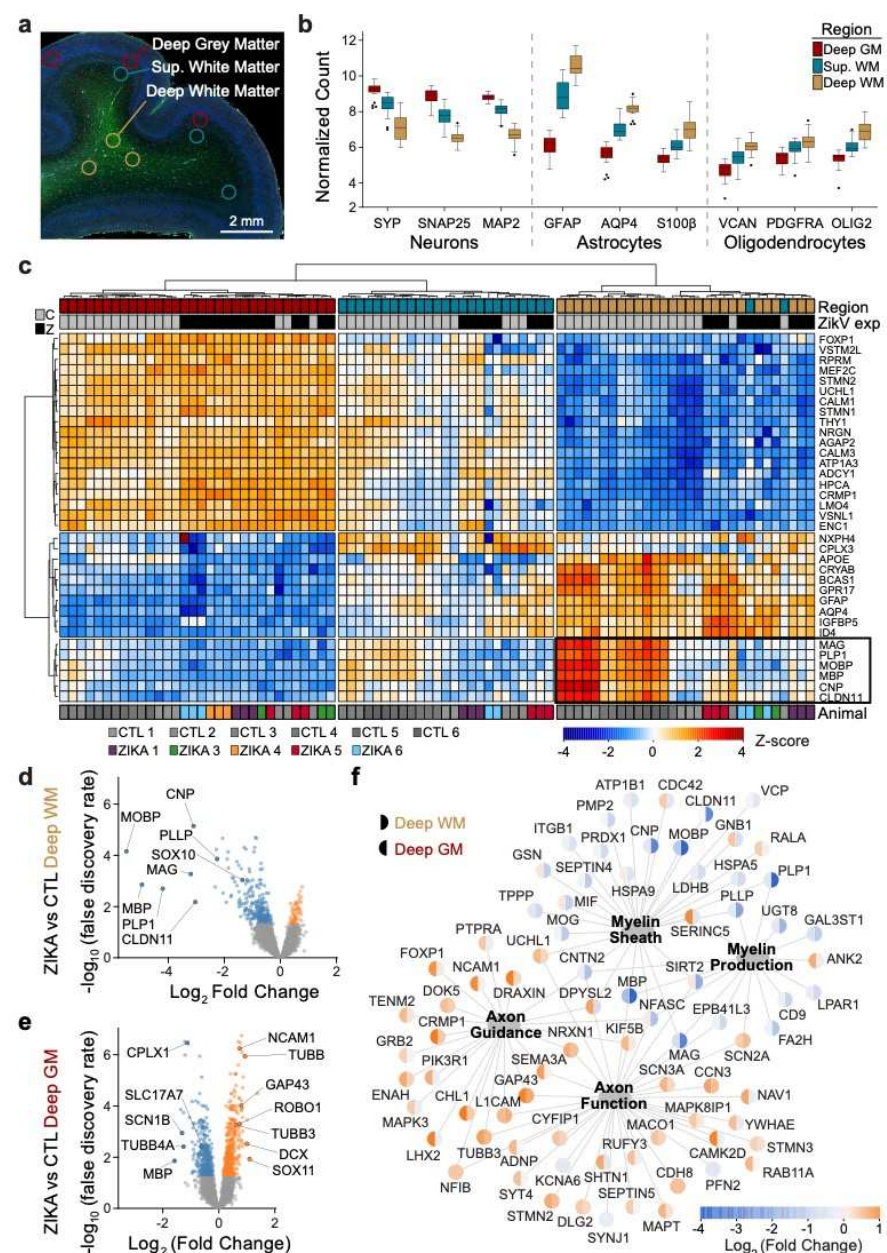 a
Deep Grey Matter
Sup. White Matter
Deep White Matter
2 mm
b
Normalized Count
12
10
8
6
4
2
SYP SNAP25 MAP2 GFAP AQP4 S100β VCAN PDGFRA OLIG2
Neurons Astrocytes Oligodendrocytes
Region
Deep GM
Sup. WM
Deep WM
c
C
Z
Region
ZikV exp
FOXP1
VSTM2L
RPRM
MEF2C
STMN2
UCHL1
CALM1
STMN1
THY1
NRGN
AGAP2
CALM3
ATP1A3
ADCY1
HPCA
CRMP1
LMO4
VSNL1
ENC1
NXPH4
CPLX3
APOE
CRYAB
BCAS1
GPR17
GFAP
AQP4
IGFBP5
ID4
MAG
PLP1
MOBP
MBP
CNP
CLDN11
Animal
CTL 1 CTL 2 CTL 3 CTL 4 CTL 5 CTL 6
ZIKA 1 ZIKA 3 ZIKA 4 ZIKA 5 ZIKA 6
-4 -2 0 2 4 Z-score
d
ZIKA vs CTL Deep WM
-log10 (false discovery rate)
6
4
2
0
CNP
MOBP
PLLP
SOX10
MAG
MBP
PLP1
CLDN11
-4 -2 0 2
Log2 Fold Change
e
ZIKA vs CTL Deep GM
-log10 (false discovery rate)
6
4
2
0
CPLX1
SLC17A7
SCN1B
TUBB4A
MBP
NCAM1
TUBB
GAP43
ROBO1
TUBB3
DCX
SOX11
-2 0 2
Log2 (Fold Change)
f
Deep WM
Deep GM
ATP1B1
CDC42
VCP
PMP2
CLDN11
ITGB1
PRDX1
CNP
MOBP
GNB1
RALA
GSN
SEPTIN4
HSPA5
PLP1
HSPA9
LDHB
TPPP
MIF
PLLP
UGT8
MOG
Myelin
Sheath
SERINC5
GAL3ST1
PTPRA
UCHL1
Myelin
Production
ANK2
FOXP1
NCAM1
CNTN2
SIRT2
DOK5
DRAXIN
DPYSL2
MBP
NFASC
EPB41L3
LPAR1
TENM2
CRMP1
Axon
Guidance
NRXN1
KIF5B
CD9
FA2H
GRB2
PIK3R1
SEMA3A
MAG
SCN2A
ENAH
GAP43
Axon
Function
SCN3A
CCN3
MAPK3
CHL1
L1CAM
NAV1
CYFIP1
MACO1
MAPK8IP1
YWHAE
LHX2
TUBB3
ADNP
RUFY3
CAMK2D
STMN3
NFIB
KCNA6
SHTN1
CDH8
PFN2
RAB11A
SYT4
SEPTIN5
STMN2
DLG2
SYNJ1
MAPT
-4 -3 -2 -1 0 1
Log2 (Fold Change)